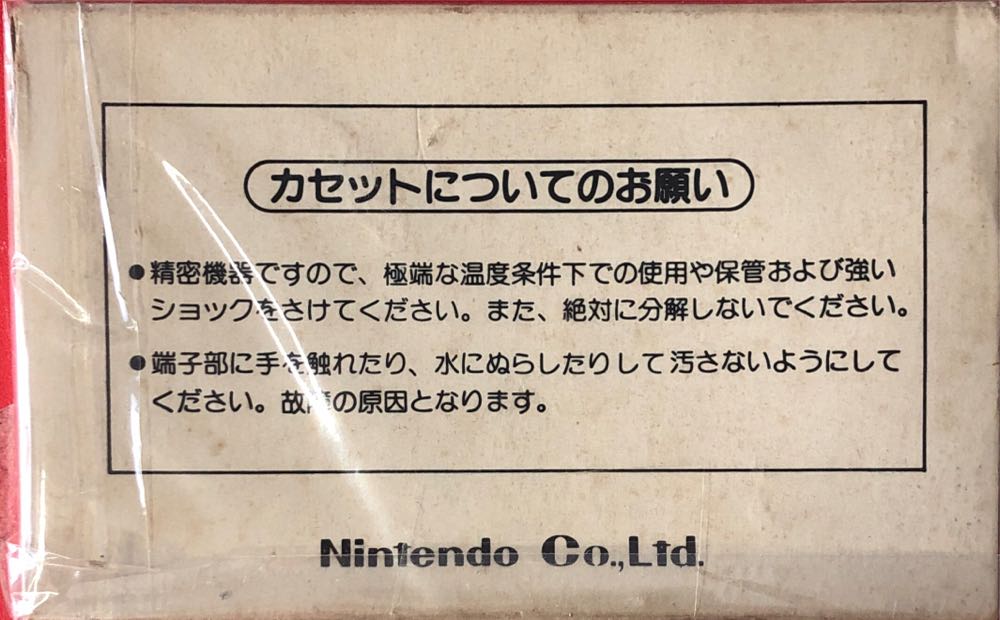 カセットについてのお願い
●精密機器ですので、極端な温度条件下での使用や保管および強い
ショックをさけてください。また、絶対に分解しないでください。
●端子部に手を触れたり、水にぬらしたりして汚さないようにして
ください。故障の原因となります。
Nintendo Co.,Ltd.